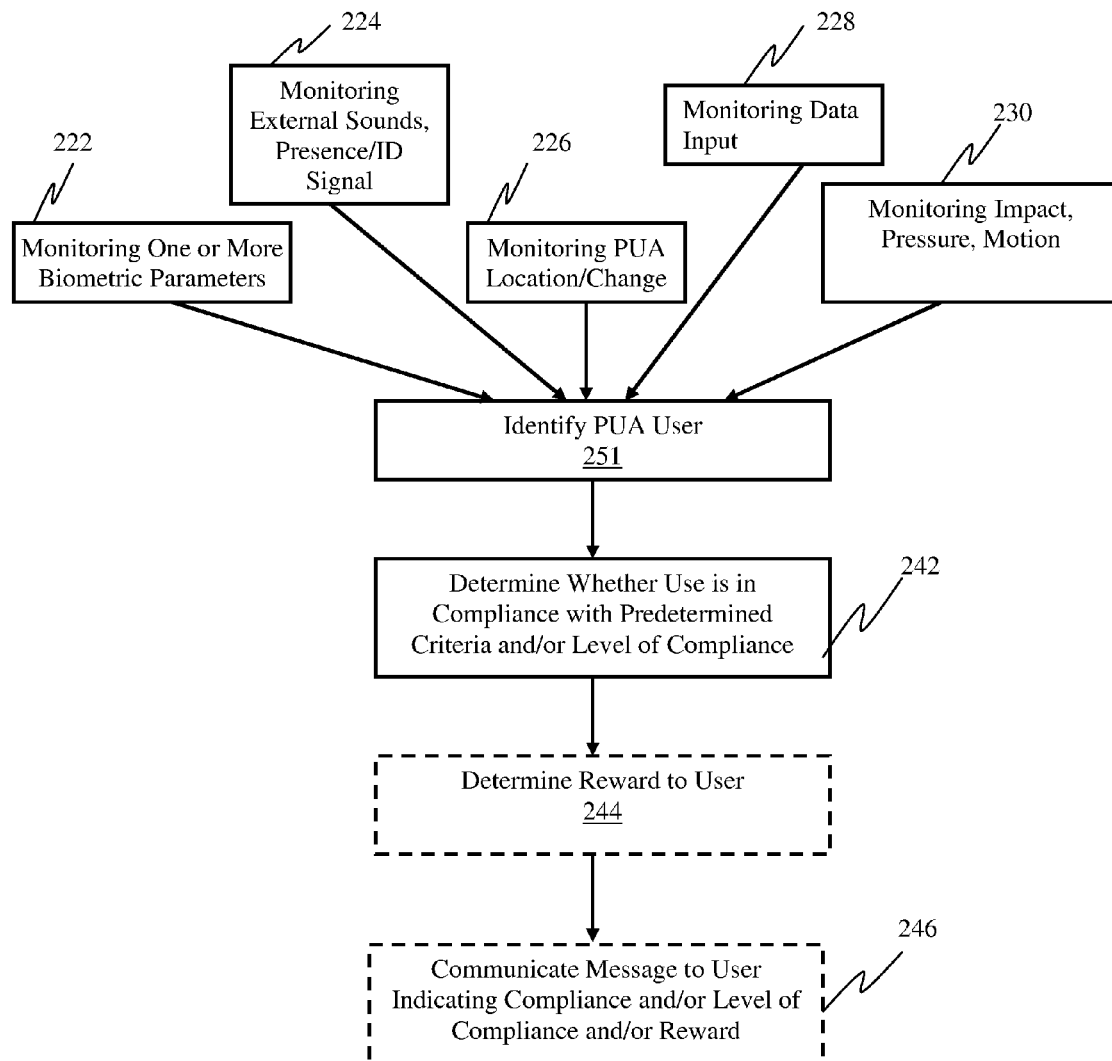 224
Monitoring
External Sounds,
Presence/ID
Signal
228
Monitoring Data
Input
222
Monitoring One or More
Biometric Parameters
226
Monitoring PUA
Location/Change
230
Monitoring Impact,
Pressure, Motion
Identify PUA User
251
Determine Whether Use is in
Compliance with Predetermined
Criteria and/or Level of Compliance
242
Determine Reward to User
244
Communicate Message to User
Indicating Compliance and/or Level of
Compliance and/or Reward
246